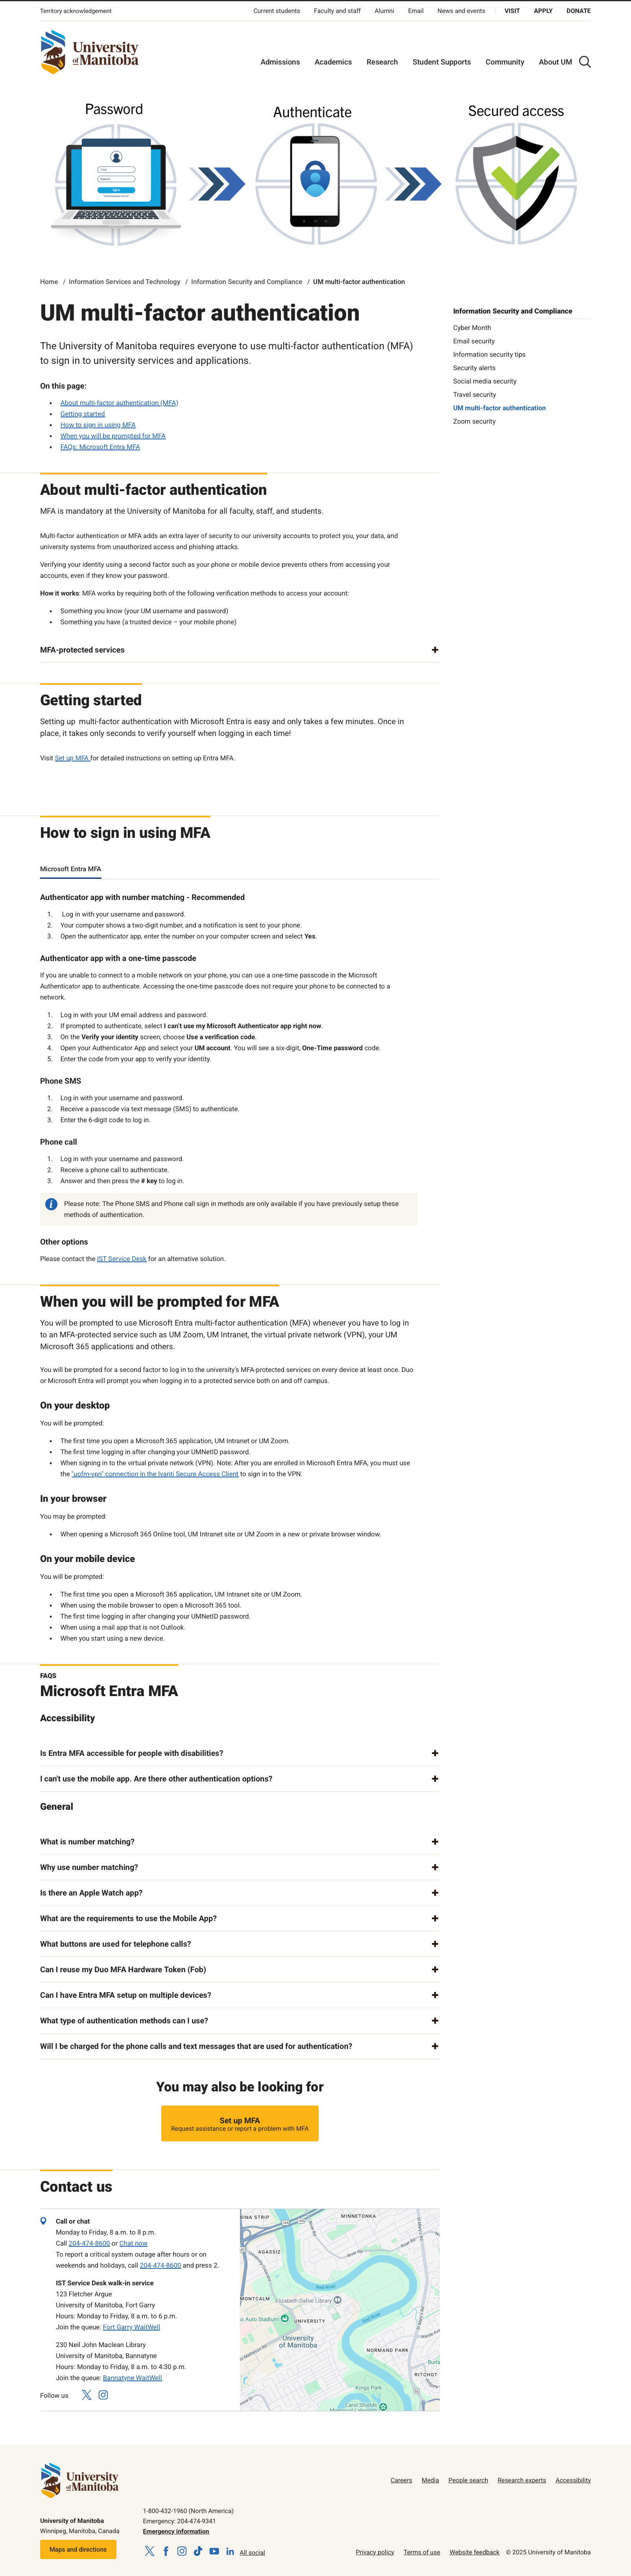 Territory acknowledgement
Current students
Faculty and staff
Alumni
Email
News and events
VISIT
APPLY
DONATE
University
of Manitoba
Admissions
Academics
Research
Student Supports
Community
About UM
Password
Authenticate
Secured access
Home / Information Services and Technology / Information Security and Compliance / UM multi-factor authentication
UM multi-factor authentication
The University of Manitoba requires everyone to use multi-factor authentication (MFA)
to sign in to university services and applications.
On this page:
• About multi-factor authentication (MFA)
• Getting started
• How to sign in using MFA
• When you will be prompted for MFA
• FAQs: Microsoft Entra MFA
Information Security and Compliance
Cyber Month
Email security
Information security tips
Security alerts
Social media security
Travel security
UM multi-factor authentication
Zoom security
About multi-factor authentication
MFA is mandatory at the University of Manitoba for all faculty, staff, and students.
Multi-factor authentication or MFA adds an extra layer of security to our university accounts to protect you, your data, and
university systems from unauthorized access and phishing attacks.
Verifying your identity using a second factor such as your phone or mobile device prevents others from accessing your
accounts, even if they know your password.
How it works: MFA works by requiring both of the following verification methods to access your account:
• Something you know (your UM username and password)
• Something you have (a trusted device – your mobile phone)
MFA-protected services
Getting started
Setting up multi-factor authentication with Microsoft Entra is easy and only takes a few minutes. Once in
place, it takes only seconds to verify yourself when logging in each time!
Visit Set up MFA for detailed instructions on setting up Entra MFA.
How to sign in using MFA
Microsoft Entra MFA
Authenticator app with number matching - Recommended
1. Log in with your username and password.
2. Your computer shows a two-digit number, and a notification is sent to your phone.
3. Open the authenticator app, enter the number on your computer screen and select Yes.
Authenticator app with a one-time passcode
If you are unable to connect to a mobile network on your phone, you can use a one-time passcode in the Microsoft
Authenticator app to authenticate. Accessing the one-time passcode does not require your phone to be connected to a
network.
1. Log in with your UM email address and password.
2. If prompted to authenticate, select I can't use my Microsoft Authenticator app right now.
3. On the Verify your identity screen, choose Use a verification code.
4. Open your Authenticator App and select your UM account. You will see a six-digit, One-Time password code.
5. Enter the code from your app to verify your identity.
Phone SMS
1. Log in with your username and password.
2. Receive a passcode via text message (SMS) to authenticate.
3. Enter the 6-digit code to log in.
Phone call
1. Log in with your username and password.
2. Receive a phone call to authenticate.
3. Answer and then press the # key to log in.
Please note: The Phone SMS and Phone call sign in methods are only available if you have previously setup these
methods of authentication.
Other options
Please contact the IST Service Desk for an alternative solution.
When you will be prompted for MFA
You will be prompted to use Microsoft Entra multi-factor authentication (MFA) whenever you have to log in
to an MFA-protected service such as UM Zoom, UM Intranet, the virtual private network (VPN), your UM
Microsoft 365 applications and others.
You will be prompted for a second factor to log in to the university's MFA-protected services on every device at least once. Duo
or Microsoft Entra will prompt you when logging in to a protected service both on and off campus.
On your desktop
You will be prompted:
• The first time you open a Microsoft 365 application, UM Intranet or UM Zoom.
• The first time logging in after changing your UMNetID password.
• When signing in to the virtual private network (VPN). Note: After you are enrolled in Microsoft Entra MFA, you must use
the "uofm-vpn" connection in the Ivanti Secure Access Client to sign in to the VPN.
In your browser
You may be prompted:
• When opening a Microsoft 365 Online tool, UM Intranet site or UM Zoom in a new or private browser window.
On your mobile device
You will be prompted:
• The first time you open a Microsoft 365 application, UM Intranet site or UM Zoom.
• When using the mobile browser to open a Microsoft 365 tool.
• The first time logging in after changing your UMNetID password.
• When using a mail app that is not Outlook.
• When you start using a new device.
FAQS
Microsoft Entra MFA
Accessibility
Is Entra MFA accessible for people with disabilities?
I can't use the mobile app. Are there other authentication options?
General
What is number matching?
Why use number matching?
Is there an Apple Watch app?
What are the requirements to use the Mobile App?
What buttons are used for telephone calls?
Can I reuse my Duo MFA Hardware Token (Fob)
Can I have Entra MFA setup on multiple devices?
What type of authentication methods can I use?
Will I be charged for the phone calls and text messages that are used for authentication?
You may also be looking for
Set up MFA
Request assistance or report a problem with MFA
Contact us
Call or chat
Monday to Friday, 8 a.m. to 8 p.m.
Call 204-474-8600 or Chat now
To report a critical system outage after hours or on
weekends and holidays, call 204-474-8600 and press 2.
IST Service Desk walk-in service
123 Fletcher Argue
University of Manitoba, Fort Garry
Hours: Monday to Friday, 8 a.m. to 6 p.m.
Join the queue: Fort Garry WaitWell
230 Neil John Maclean Library
University of Manitoba, Bannatyne
Hours: Monday to Friday, 8 a.m. to 4:30 p.m.
Join the queue: Bannatyne WaitWell
Follow us
INA STRIP
MINNETONKA
AGASSIZ
Red River
MONTCALM
Elizabeth Dafoe Library
s Auto Stadium
UNIVERSITY
University
of Manitoba
NORMAND PARK
Burla
RITCHOT
Kings Park
Carol Shields
University
of Manitoba
Careers
Media
People search
Research experts
Accessibility
University of Manitoba
Winnipeg, Manitoba, Canada
Maps and directions
1-800-432-1960 (North America)
Emergency: 204-474-9341
Emergency information
All social
Privacy policy
Terms of use
Website feedback
© 2025 University of Manitoba